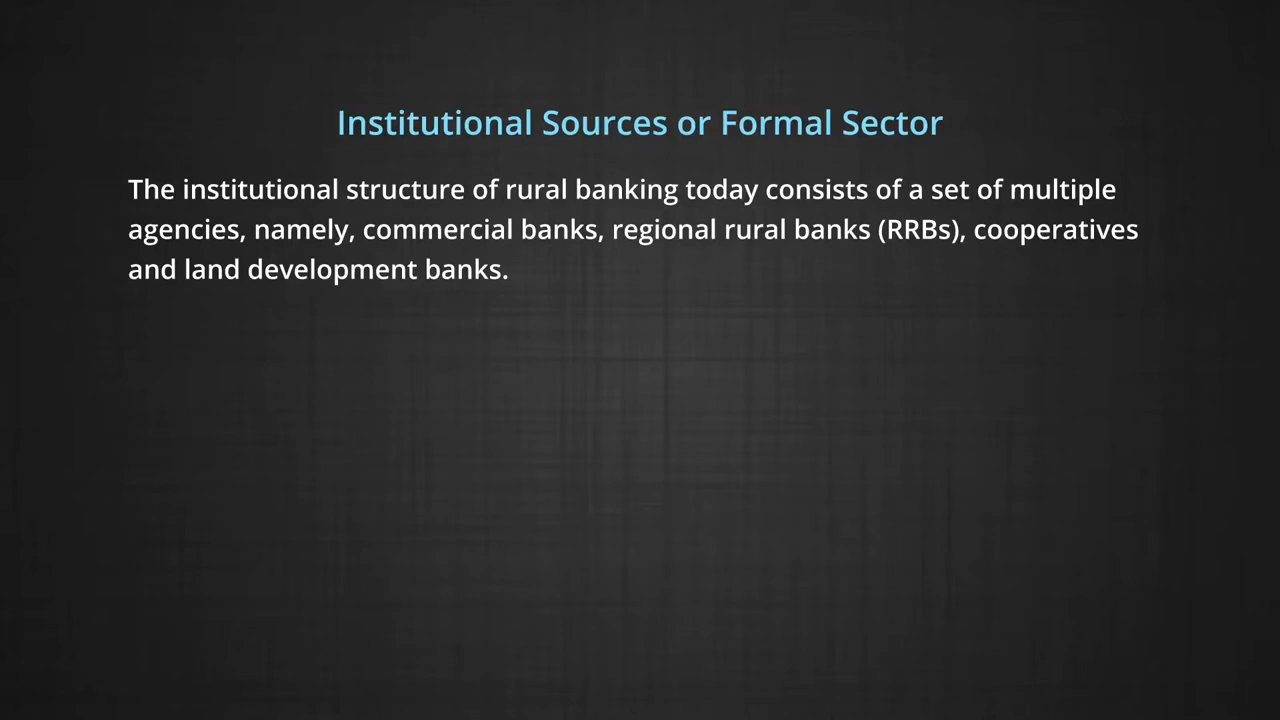 Institutional Sources or Formal Sector
The institutional structure of rural banking today consists of a set of multiple
agencies, namely, commercial banks, regional rural banks (RRBs), cooperatives
and land development banks.